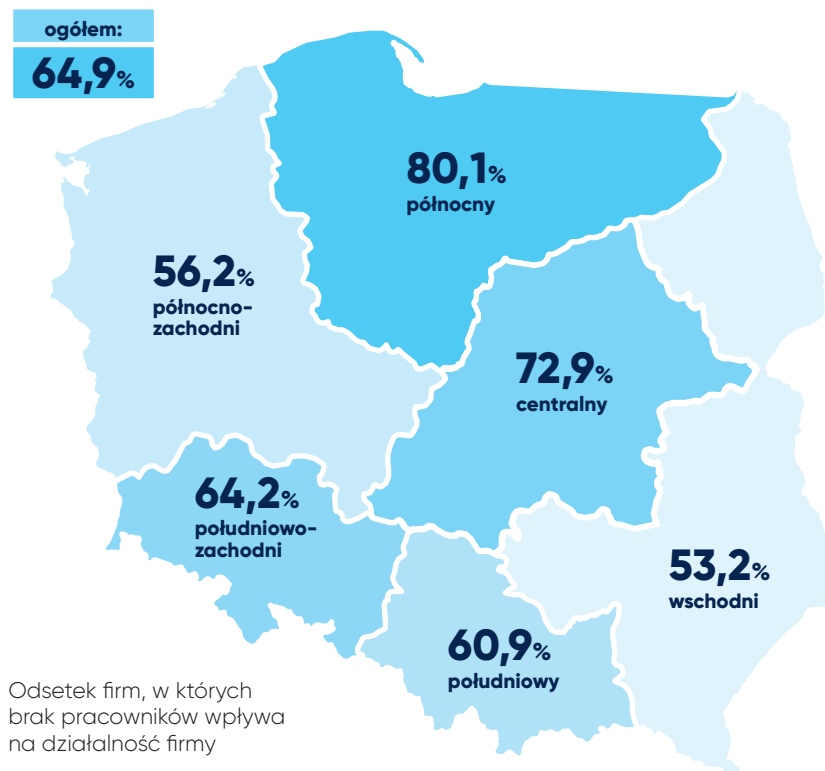 ogółem:
64,9%
80,1%
północny
56,2%
północno-
zachodni
72,9%
centralny
64,2%
południowo-
zachodni
53,2%
wschodni
60,9%
południowy
Odsetek firm, w których
brak pracowników wpływa
na działalność firmy